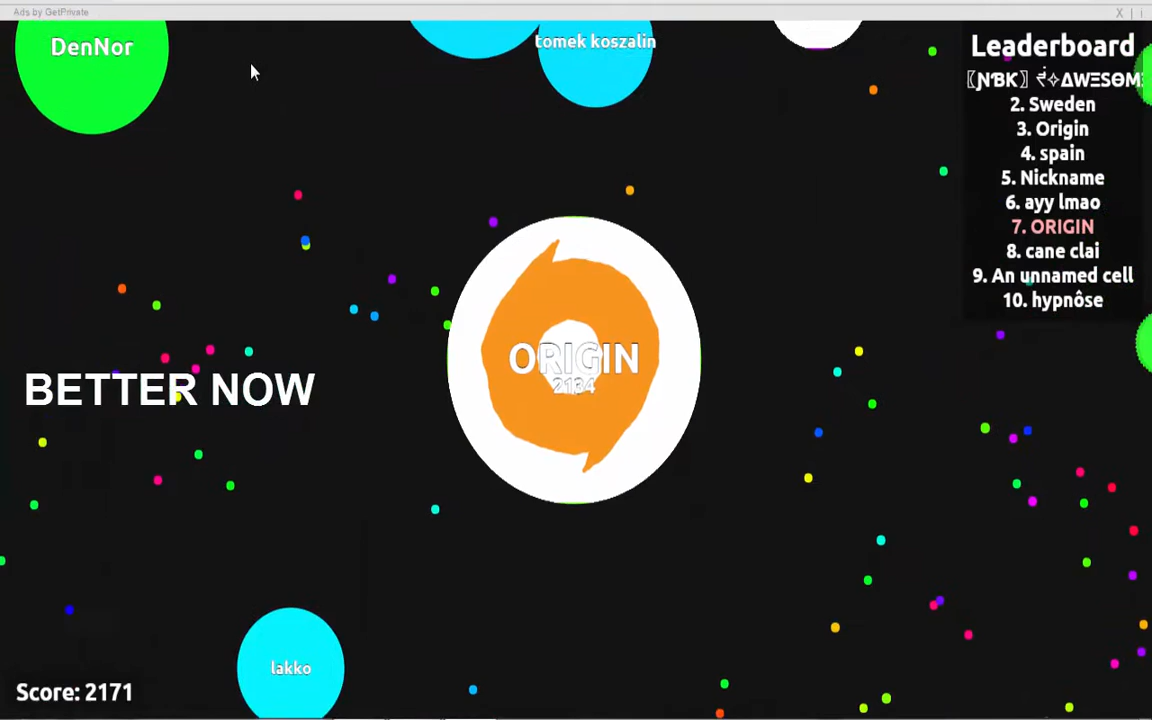 Ads by GetPrivate
X | i
DenNor
tomek koszalin
Leaderboard
2. Sweden
3. Origin
4. spain
5. Nickname
6. ayy lmao
7. ORIGIN
8. cane clai
9. An unnamed cell
10. hypnôse
ORIGIN
2134
BETTER NOW
lakko
Score: 2171